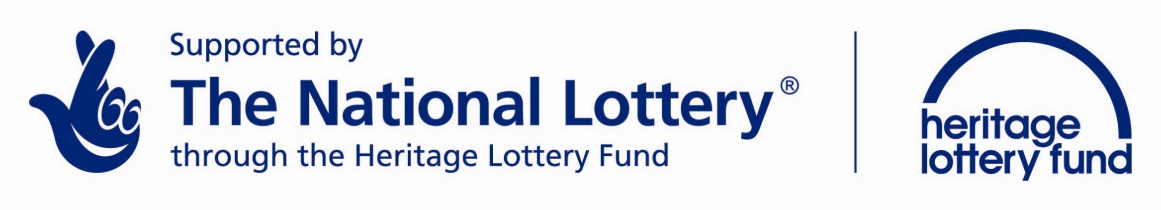 Supported by
The National Lottery®
through the Heritage Lottery Fund
heritage
lottery fund